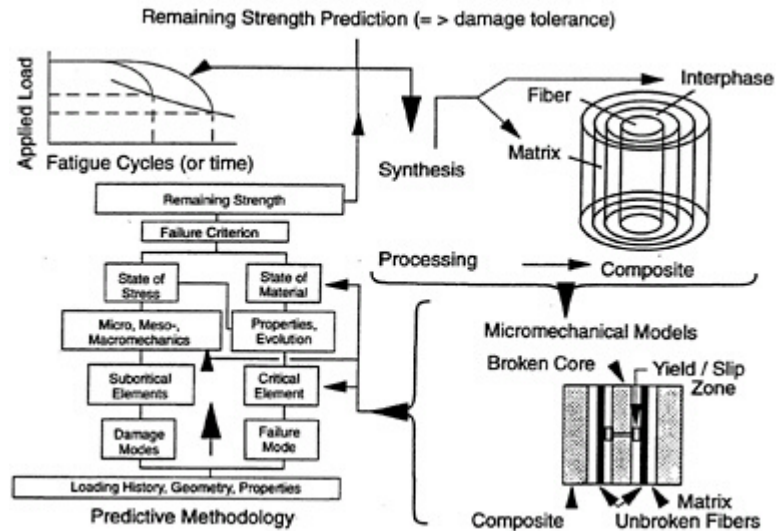 Remaining Strength Prediction (= > damage tolerance)
Applied Load
Fatigue Cycles (or time)
Synthesis
Interphase
Fiber
Matrix
Remaining Strength
Failure Criterion
State of
Stress
State of
Material
Micro, Meso-,
Macromechanics
Properties,
Evolution
Subcritical
Elements
Critical
Element
Damage
Modes
Failure
Mode
Loading History, Geometry, Properties
Predictive Methodology
Processing
Composite
Micromechanical Models
Broken Core
Yield / Slip
Zone
Composite
Matrix
Unbroken Fibers